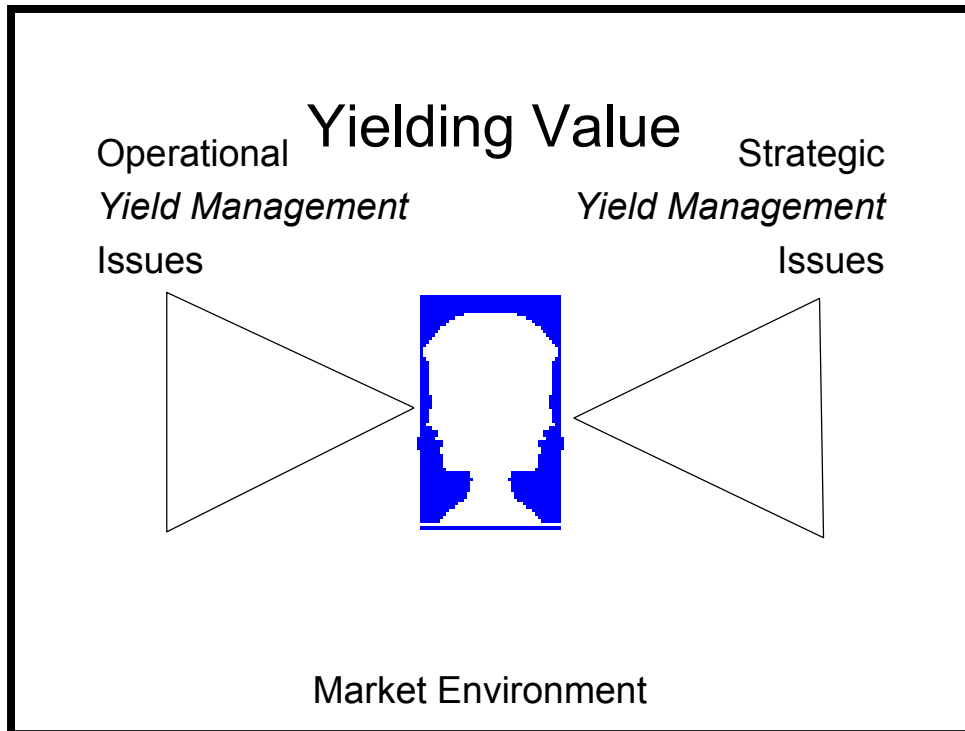 Yielding Value
Operational
Yield Management
Issues
Strategic
Yield Management
Issues
Market Environment